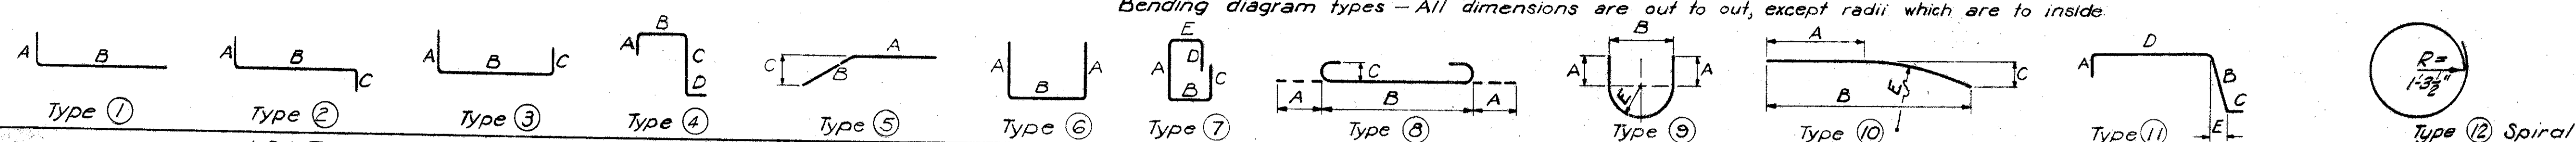 Bending diagram types — All dimensions are out to out, except radii which are to inside.
A B
Type 1
A B C
Type 2
A B C
Type 3
A B C D
Type 4
C B A
Type 5
A B A
Type 6
E A D C B
Type 7
C A B A
Type 8
B A A E
Type 9
A C B E
Type 10
D A B C E
Type 11
R= 1'-3½"
Type 12 Spiral